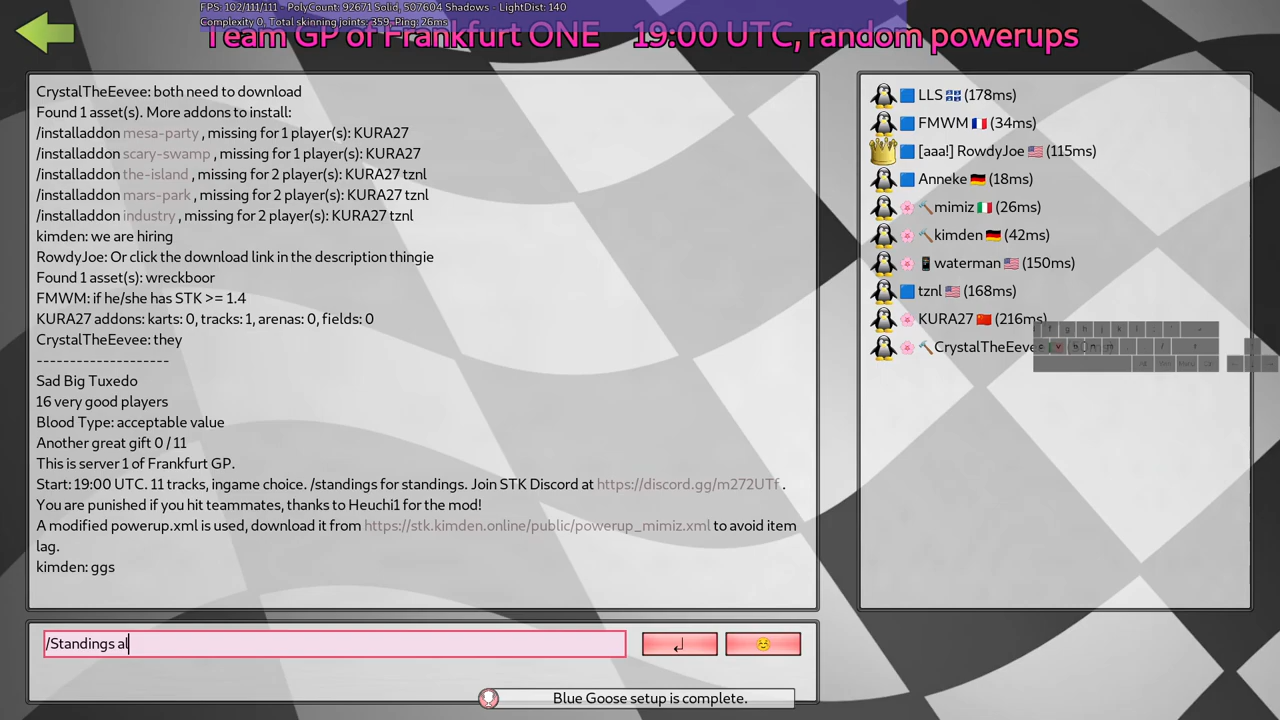 FPS: 102/111/111 - PolyCount: 92671 Solid, 507604 Shadows - LightDist: 140
Complexity 0, Total skinning joints: 359, Ping: 26ms
Team GP of Frankfurt ONE 19:00 UTC, random powerups
CrystalTheEevee: both need to download
Found 1 asset(s). More addons to install:
/installaddon mesa-party , missing for 1 player(s): KURA27
/installaddon scary-swamp , missing for 1 player(s): KURA27
/installaddon the-island , missing for 2 player(s): KURA27 tznl
/installaddon mars-park , missing for 2 player(s): KURA27 tznl
/installaddon industry , missing for 2 player(s): KURA27 tznl
kimden: we are hiring
RowdyJoe: Or click the download link in the description thingie
Found 1 asset(s): wreckboor
FMWM: if he/she has STK >= 1.4
KURA27 addons: karts: 0, tracks: 1, arenas: 0, fields: 0
CrystalTheEevee: they
--------------------
Sad Big Tuxedo
16 very good players
Blood Type: acceptable value
Another great gift 0 / 11
This is server 1 of Frankfurt GP.
Start: 19:00 UTC. 11 tracks, ingame choice. /standings for standings. Join STK Discord at https://discord.gg/m272UTf .
You are punished if you hit teammates, thanks to Heuchi1 for the mod!
A modified powerup.xml is used, download it from https://stk.kimden.online/public/powerup_mimiz.xml to avoid item
lag.
kimden: ggs
/Standings al
Blue Goose setup is complete.
LLS (178ms)
FMWM 🇫🇷 (34ms)
[aaa!] RowdyJoe 🇺🇸 (115ms)
Anneke 🇩🇪 (18ms)
🌸 🔨mimiz 🇮🇹 (26ms)
🌸 🔨kimden 🇩🇪 (42ms)
🌸 📱waterman 🇺🇸 (150ms)
tznl 🇺🇸 (168ms)
🌸 KURA27 🇨🇳 (216ms)
🌸 🔨CrystalTheEeve